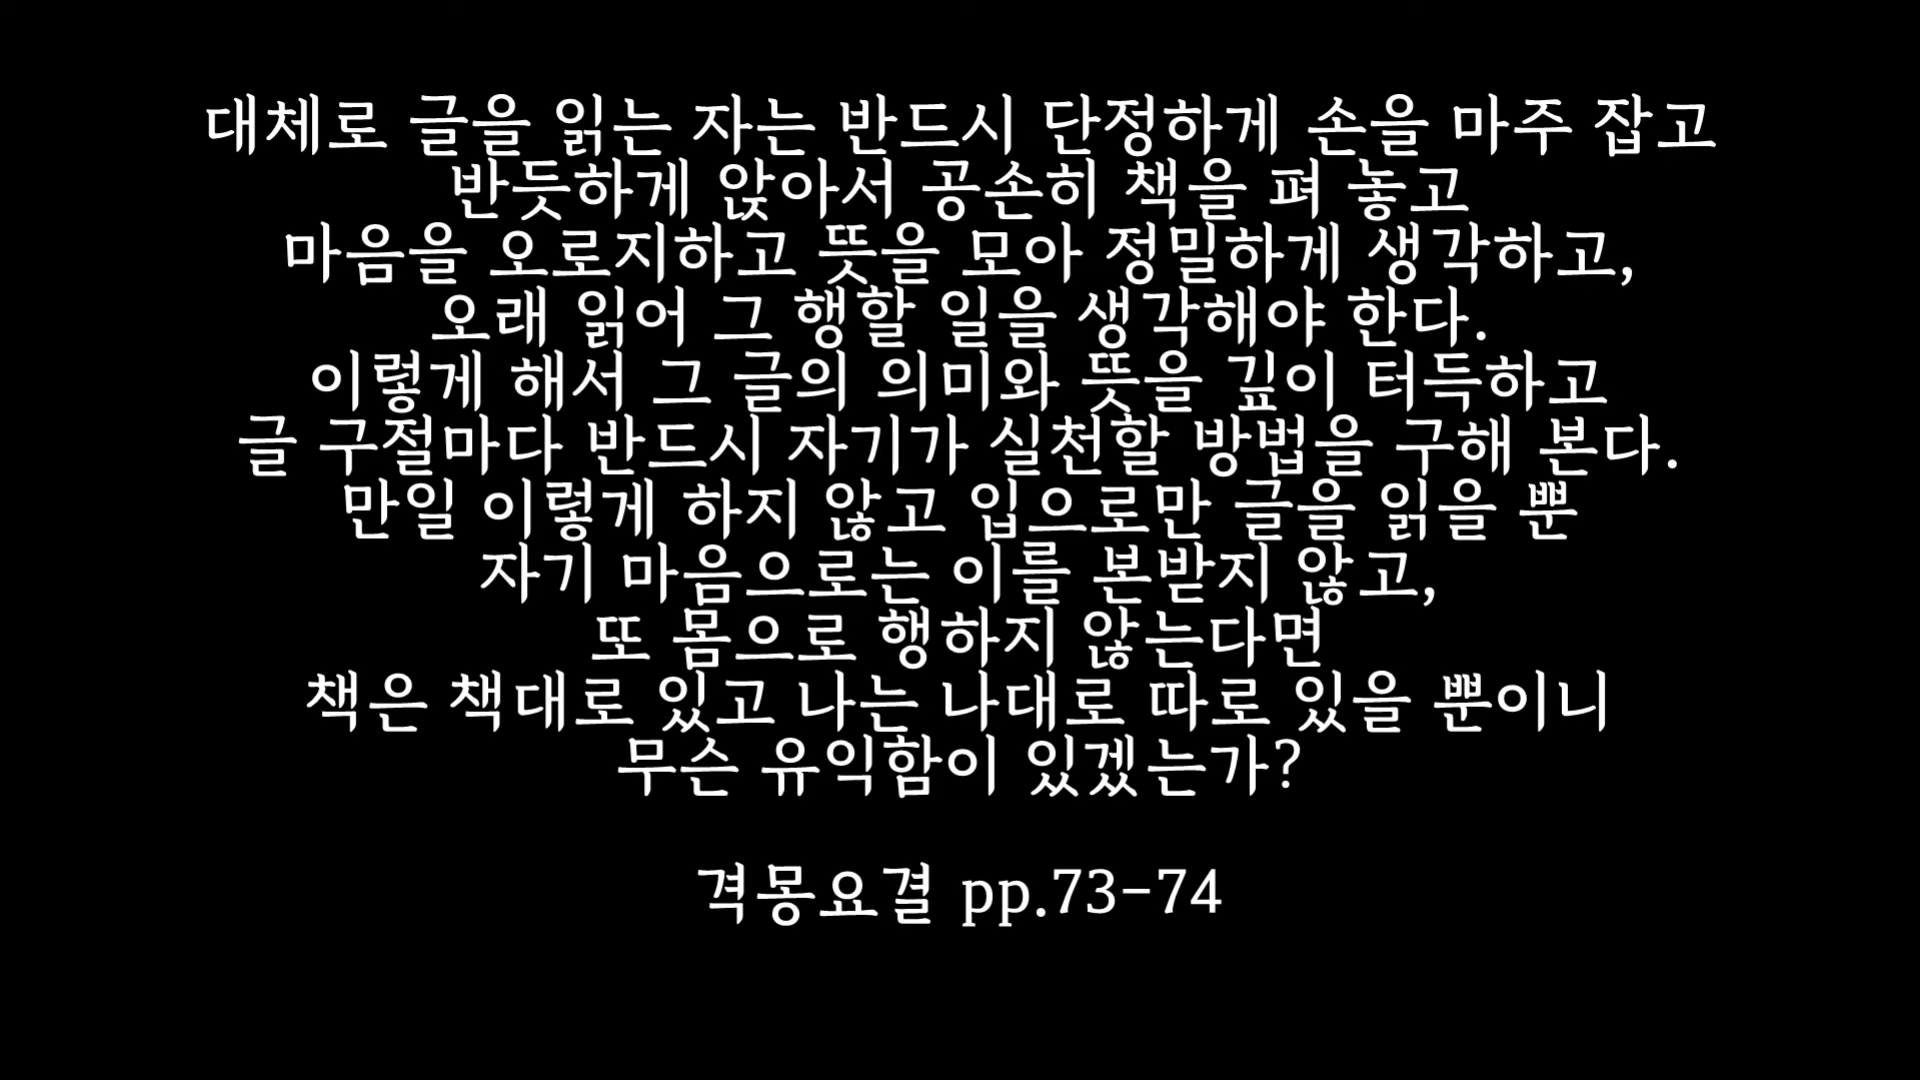 대체로 글을 읽는 자는 반드시 단정하게 손을 마주 잡고
반듯하게 앉아서 공손히 책을 펴 놓고
마음을 오로지하고 뜻을 모아 정밀하게 생각하고,
오래 읽어 그 행할 일을 생각해야 한다.
이렇게 해서 그 글의 의미와 뜻을 깊이 터득하고
글 구절마다 반드시 자기가 실천할 방법을 구해 본다.
만일 이렇게 하지 않고 입으로만 글을 읽을 뿐
자기 마음으로는 이를 본받지 않고,
또 몸으로 행하지 않는다면
책은 책대로 있고 나는 나대로 따로 있을 뿐이니
무슨 유익함이 있겠는가?
격몽요결 pp.73-74